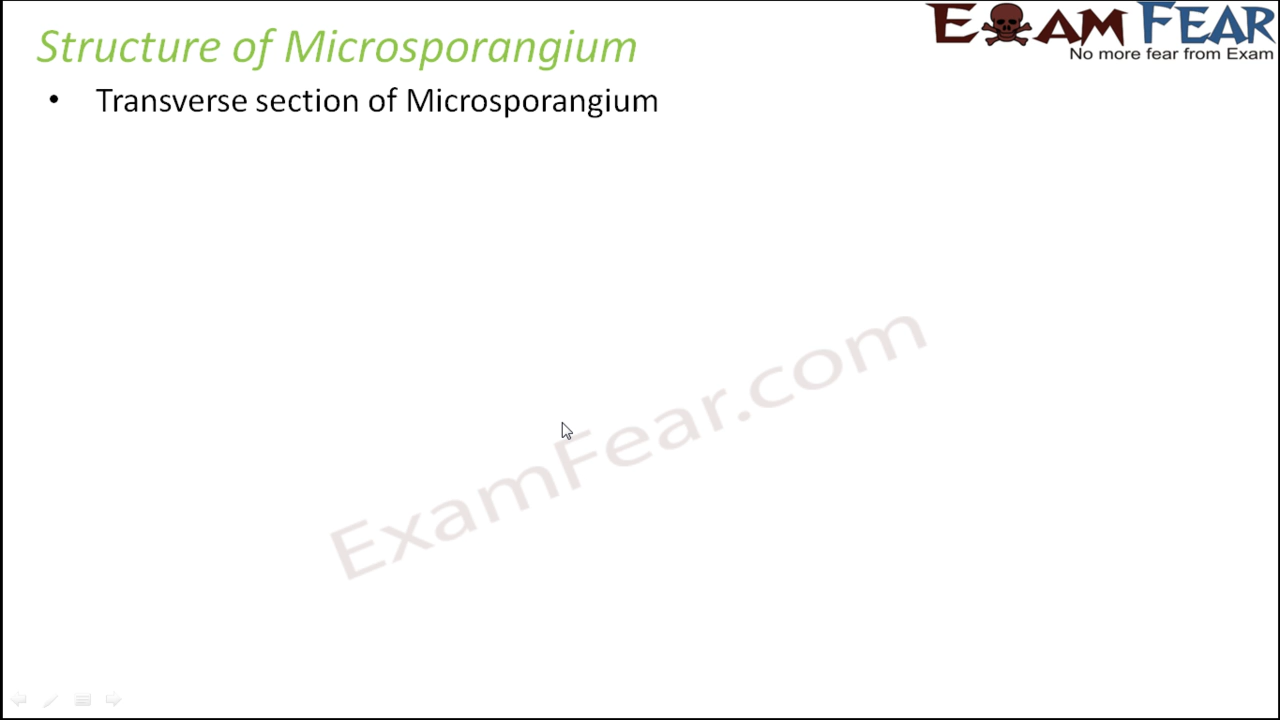 Structure of Microsporangium
EXAM FEAR
No more fear from Exam
• Transverse section of Microsporangium
ExamFear.com